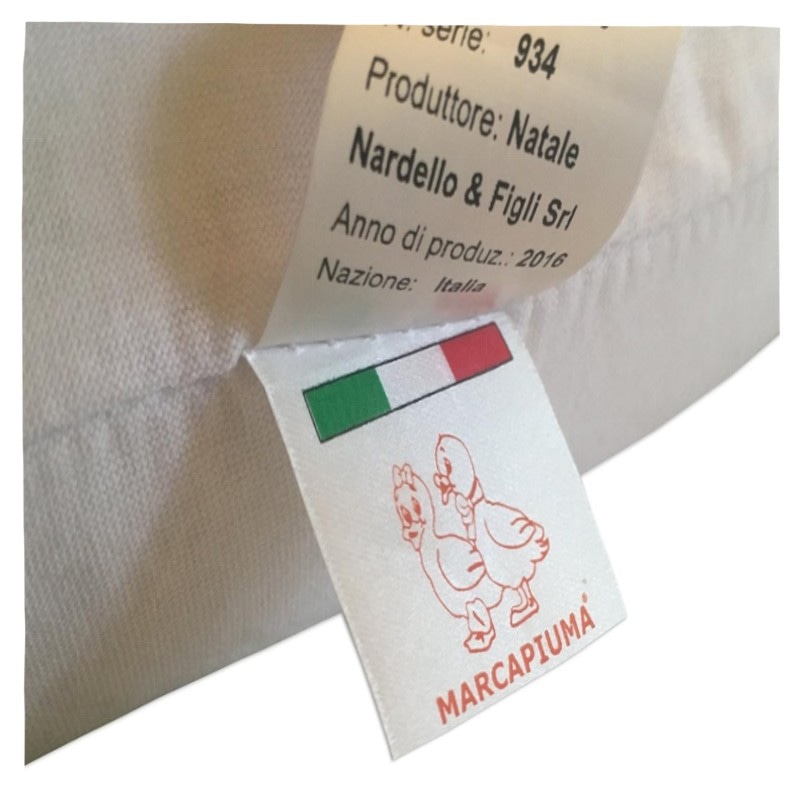 N. serie: 934
Produttore: Natale
Nardello & Figli Srl
Anno di produz.: 2016
Nazione: Italia
MARCAPIUMA